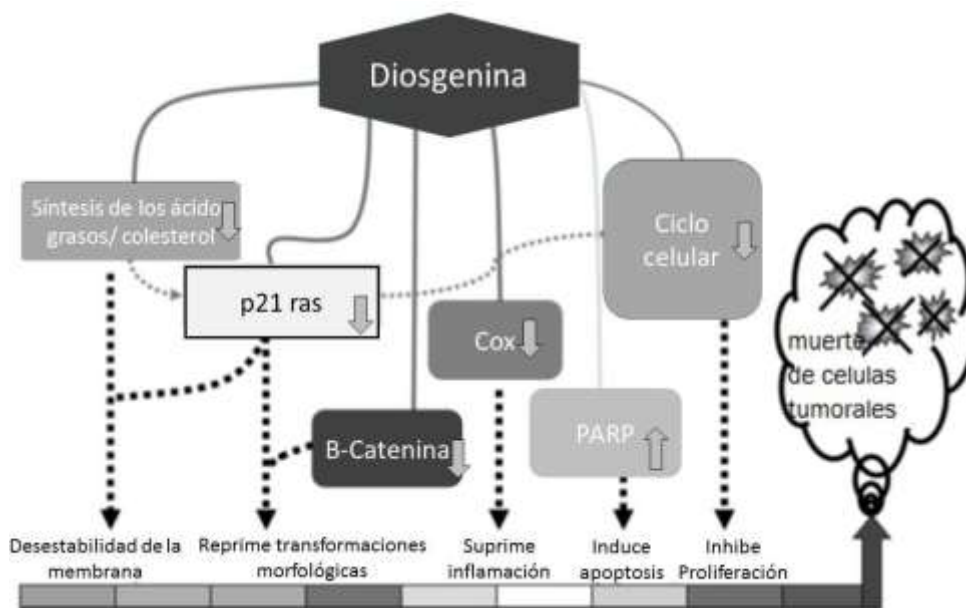 Diosgenina
Síntesis de los ácido
grasos/ colesterol
Ciclo
celular
p21 ras
Cox
muerte
de celulas
tumorales
PARP
B-Catenina
Desestabilidad de la
membrana
Reprime transformaciones
morfológicas
Suprime
inflamación
Induce
apoptosis
Inhibe
Proliferación